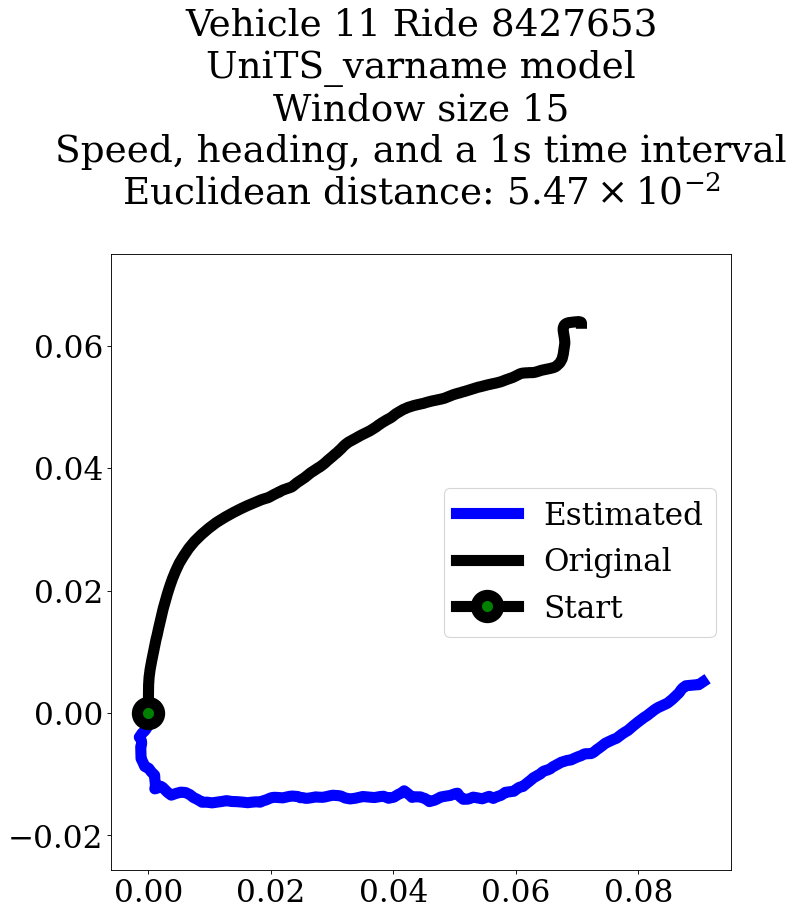 Vehicle 11 Ride 8427653
UniTS_varname model
Window size 15
Speed, heading, and a 1s time interval
Euclidean distance: 5.47 × 10⁻²
0.06
0.04
0.02
0.00
−0.02
Estimated
Original
Start
0.00 0.02 0.04 0.06 0.08